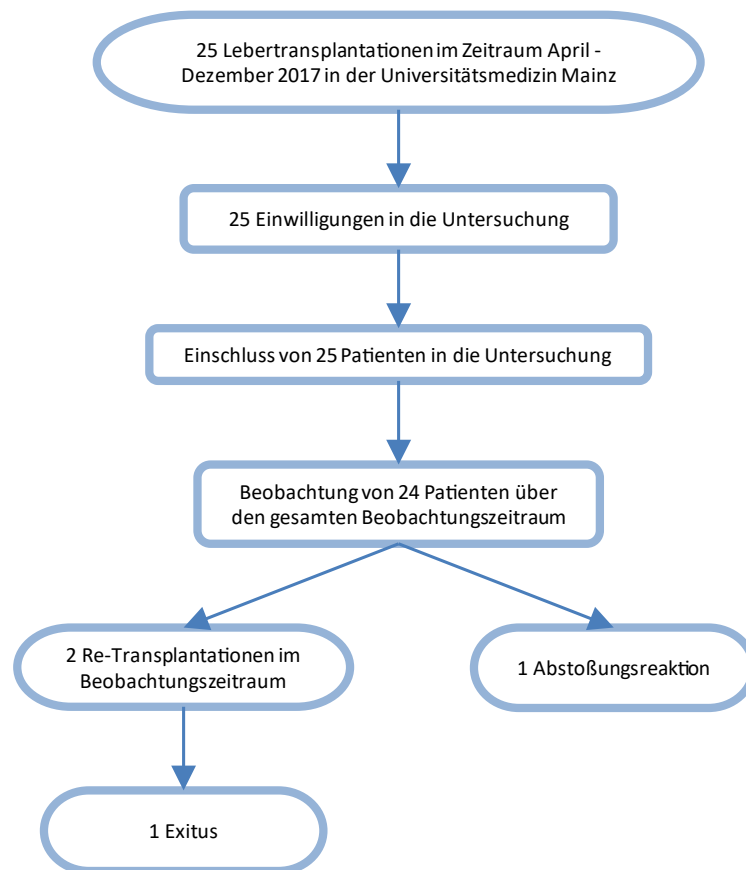 25 Lebertransplantationen im Zeitraum April -
Dezember 2017 in der Universitätsmedizin Mainz
25 Einwilligungen in die Untersuchung
Einschluss von 25 Patienten in die Untersuchung
Beobachtung von 24 Patienten über
den gesamten Beobachtungszeitraum
2 Re-Transplantationen im
Beobachtungszeitraum
1 Abstoßungsreaktion
1 Exitus